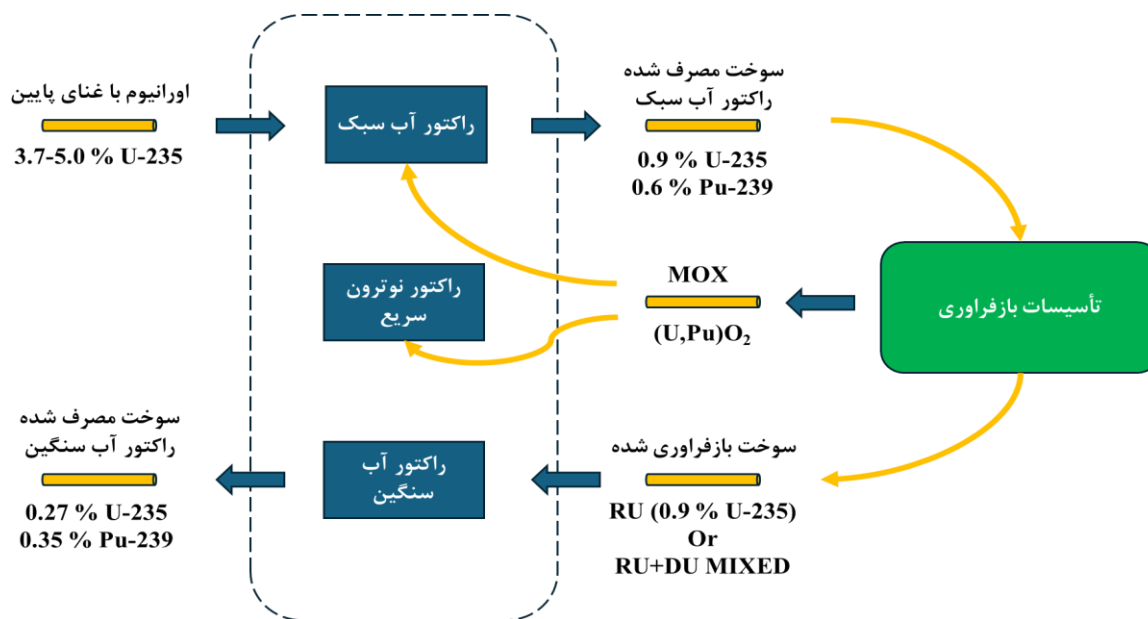 اورانیوم با غنای پایین
3.7-5.0 % U-235
راکتور آب سبک
سوخت مصرف شده
راکتور آب سبک
0.9 % U-235
0.6 % Pu-239
راکتور نوترون
سریع
MOX
(U,Pu)O₂
تأسیسات بازفراوری
سوخت مصرف شده
راکتور آب سنگین
0.27 % U-235
0.35 % Pu-239
راکتور آب
سنگین
سوخت بازفراوری شده
RU (0.9 % U-235)
Or
RU+DU MIXED